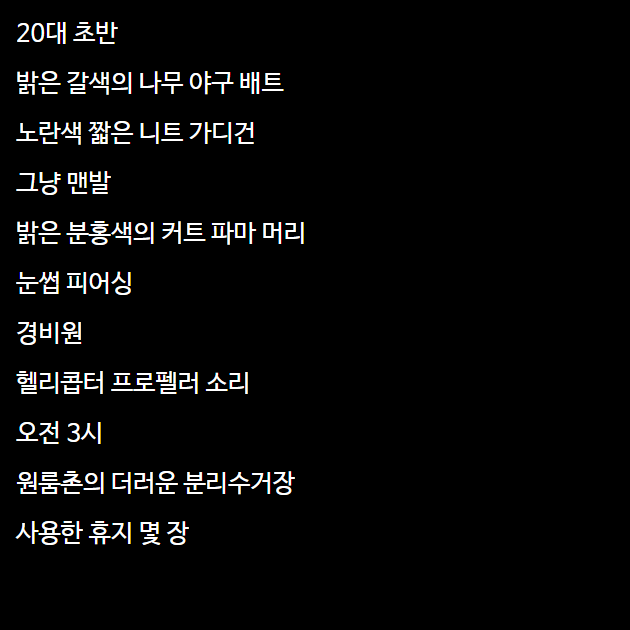 20대 초반
밝은 갈색의 나무 야구 배트
노란색 짧은 니트 가디건
그냥 맨발
밝은 분홍색의 커트 파마 머리
눈썹 피어싱
경비원
헬리콥터 프로펠러 소리
오전 3시
원룸촌의 더러운 분리수거장
사용한 휴지 몇 장